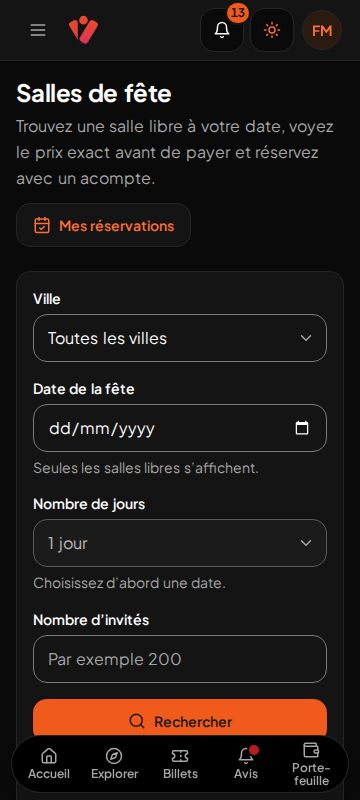 13
FM
Salles de fête
Trouvez une salle libre à votre date, voyez
le prix exact avant de payer et réservez
avec un acompte.
Mes réservations
Ville
Toutes les villes
Date de la fête
dd/mm/yyyy
Seules les salles libres s’affichent.
Nombre de jours
1 jour
Choisissez d’abord une date.
Nombre d’invités
Par exemple 200
Rechercher
Accueil
Explorer
Billets
Avis
Porte-
feuille